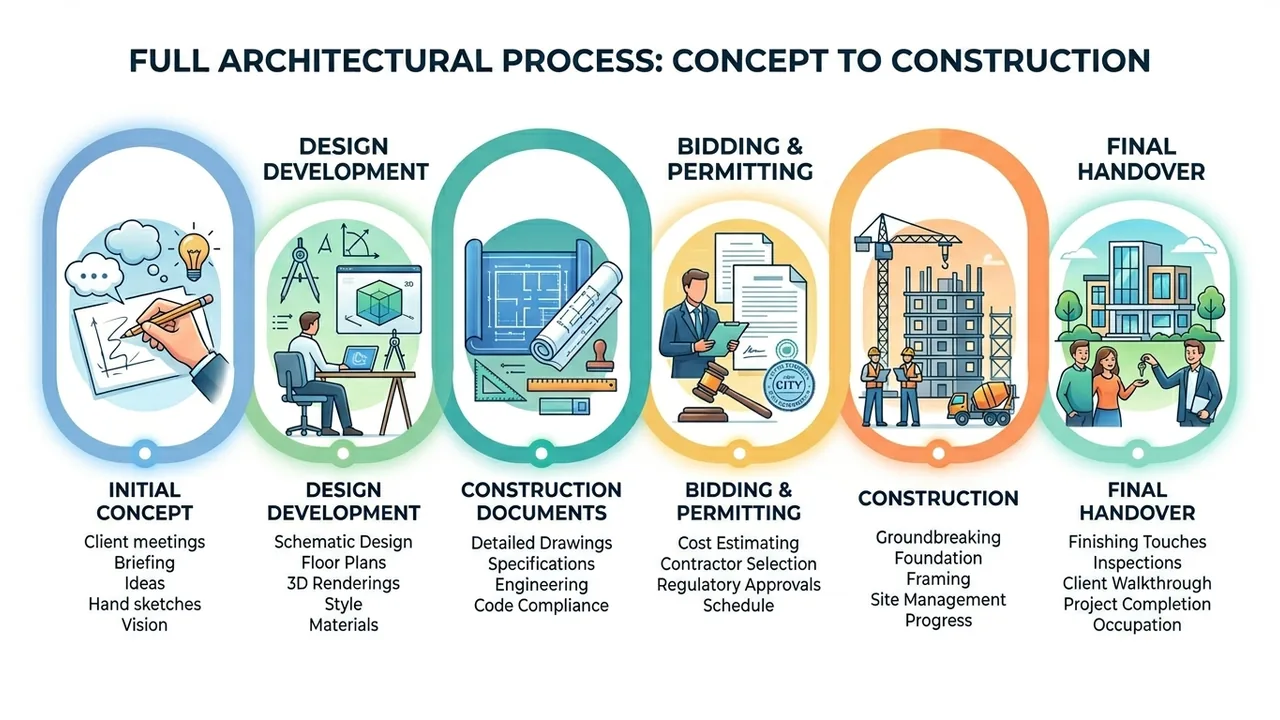 FULL ARCHITECTURAL PROCESS: CONCEPT TO CONSTRUCTION
DESIGN
DEVELOPMENT
BIDDING &
PERMITTING
FINAL
HANDOVER
3D
CITY
INITIAL
CONCEPT
Client meetings
Briefing
Ideas
Hand sketches
Vision
DESIGN
DEVELOPMENT
Schematic Design
Floor Plans
3D Renderings
Style
Materials
CONSTRUCTION
DOCUMENTS
Detailed Drawings
Specifications
Engineering
Code Compliance
BIDDING &
PERMITTING
Cost Estimating
Contractor Selection
Regulatory Approvals
Schedule
CONSTRUCTION
Groundbreaking
Foundation
Framing
Site Management
Progress
FINAL
HANDOVER
Finishing Touches
Inspections
Client Walkthrough
Project Completion
Occupation